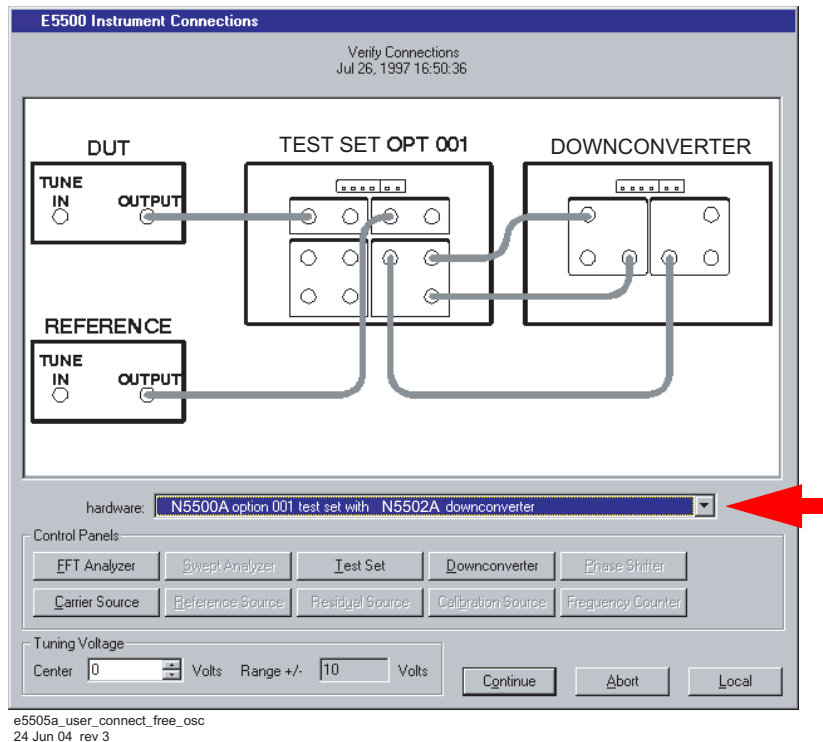 E5500 Instrument Connections
Verify Connections
Jul 26, 1997 16:50:36
DUT
TEST SET OPT 001
DOWNCONVERTER
TUNE
IN
OUTPUT
REFERENCE
TUNE
IN
OUTPUT
hardware: N5500A option 001 test set with N5502A downconverter
Control Panels
FFT Analyzer Swept Analyzer Test Set Downconverter Phase Shifter
Carrier Source Reference Source Residual Source Calibration Source Frequency Counter
Tuning Voltage
Center 0 Volts Range +/- 10 Volts
Continue Abort Local
e5505a_user_connect_free_osc
24 Jun 04 rev 3